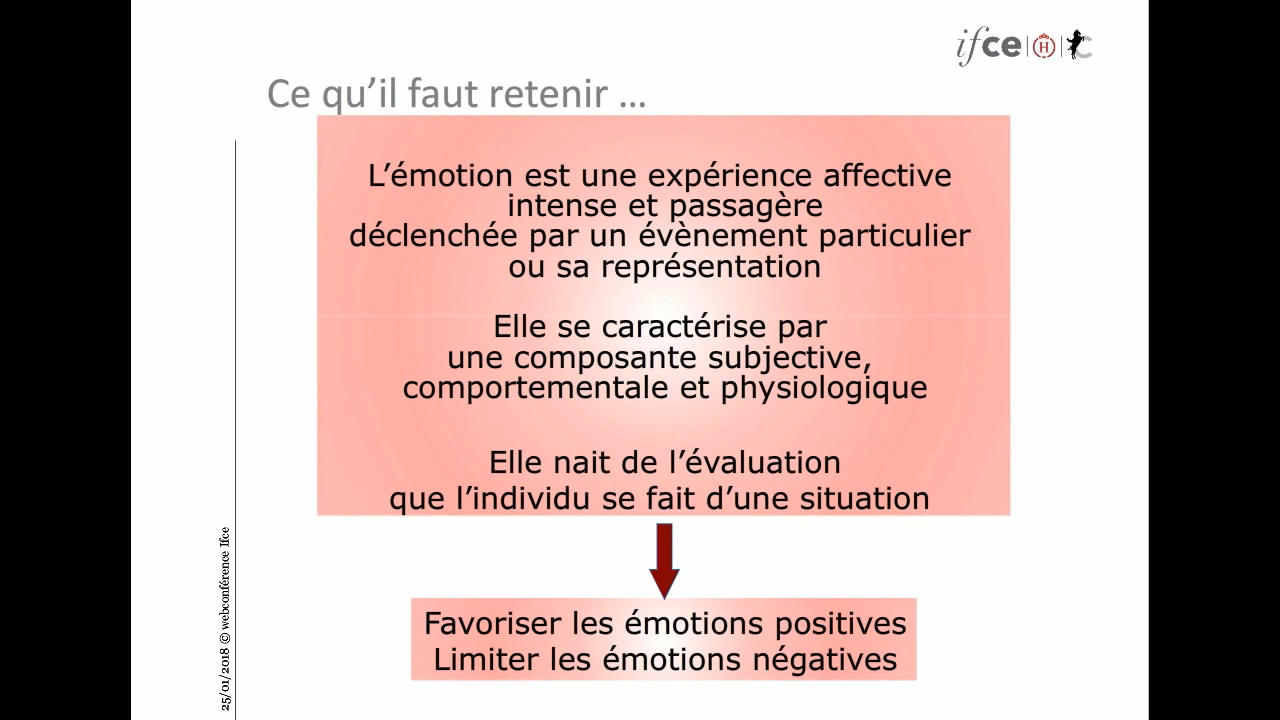 ifce
H
Ce qu’il faut retenir …
L’émotion est une expérience affective
intense et passagère
déclenchée par un évènement particulier
ou sa représentation
Elle se caractérise par
une composante subjective,
comportementale et physiologique
Elle nait de l’évaluation
que l’individu se fait d’une situation
Favoriser les émotions positives
Limiter les émotions négatives
25/01/2018 © webconférence Ifce